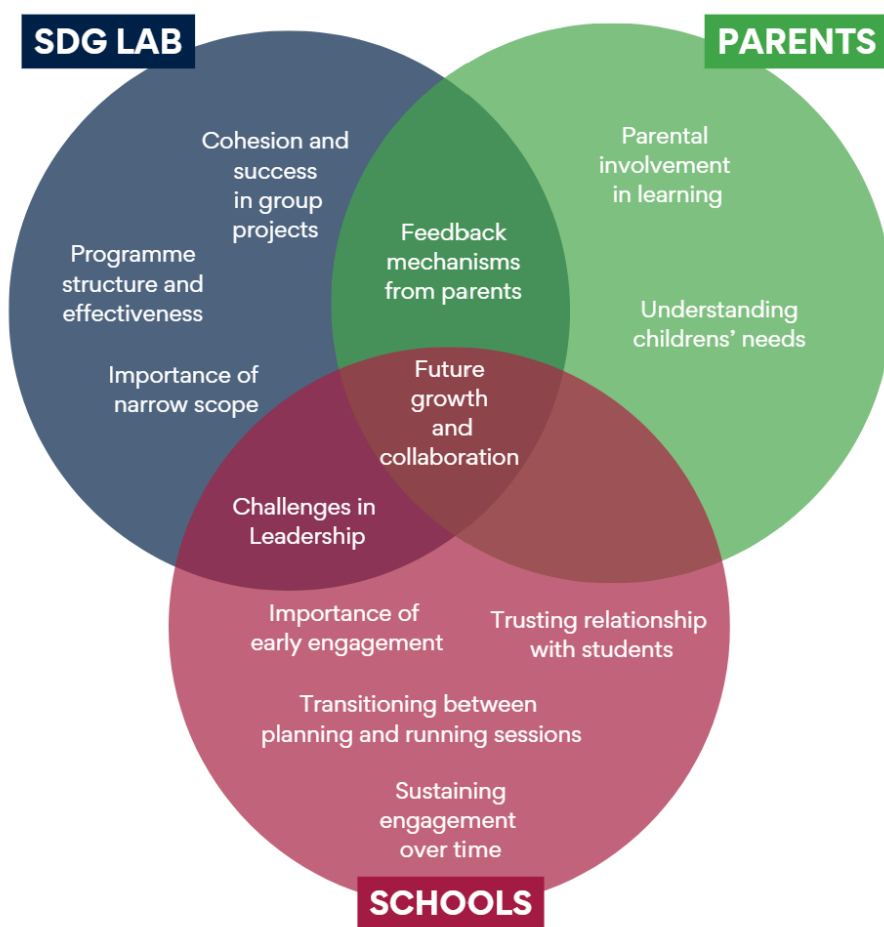 SDG LAB
PARENTS
Cohesion and
success
in group
projects
Programme
structure and
effectiveness
Importance of
narrow scope
Feedback
mechanisms
from parents
Parental
involvement
in learning
Understanding
childrens’ needs
Future
growth
and
collaboration
Challenges in
Leadership
Importance of
early engagement
Trusting relationship
with students
Transitioning between
planning and running sessions
Sustaining
engagement
over time
SCHOOLS